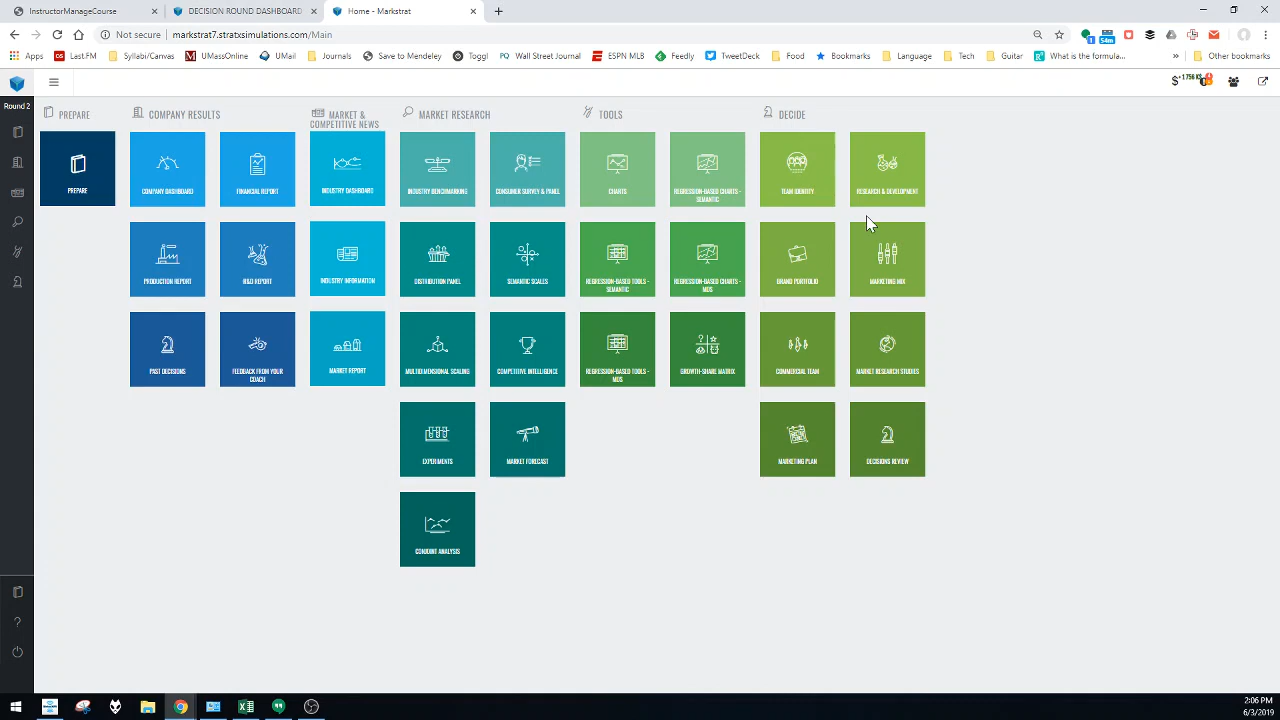 InstructorManageCourse
DECISION ROUND DASHBOARD
Home - Markstrat
Not secure
markstrat7.stratxsimulations.com/Main
54m
Apps
Last.FM
Syllabi/Canvas
UMassOnline
UMail
Journals
Save to Mendeley
Toggl
Wall Street Journal
ESPN MLB
Feedly
TweetDeck
Food
Bookmarks
Language
Tech
Guitar
What is the formula...
»
Other bookmarks
Round 2
PREPARE
COMPANY RESULTS
MARKET &
COMPETITIVE NEWS
MARKET RESEARCH
TOOLS
DECIDE
PREPARE
COMPANY DASHBOARD
FINANCIAL REPORT
INDUSTRY DASHBOARD
INDUSTRY BENCHMARKING
CONSUMER SURVEY & PANEL
CHARTS
REGRESSION-BASED CHARTS -
SEMANTIC
TEAM IDENTITY
RESEARCH & DEVELOPMENT
PRODUCTION REPORT
R&D REPORT
INDUSTRY INFORMATION
DISTRIBUTION PANEL
SEMANTIC SCALES
REGRESSION-BASED TOOLS -
SEMANTIC
REGRESSION-BASED CHARTS -
MDS
BRAND PORTFOLIO
MARKETING MIX
PAST DECISIONS
FEEDBACK FROM YOUR
COACH
MARKET REPORT
MULTIDIMENSIONAL SCALING
COMPETITIVE INTELLIGENCE
REGRESSION-BASED TOOLS -
MDS
GROWTH-SHARE MATRIX
COMMERCIAL TEAM
MARKET RESEARCH STUDIES
EXPERIMENTS
MARKET FORECAST
MARKETING PLAN
DECISIONS REVIEW
CONJOINT ANALYSIS
2:06 PM
6/3/2019